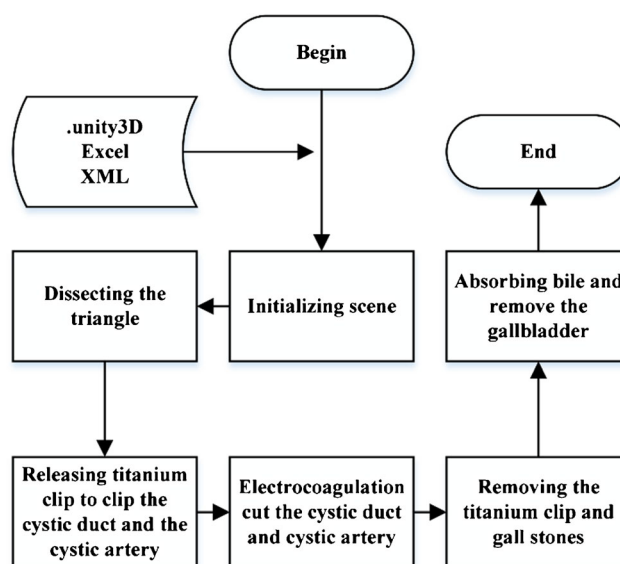 Begin
.unity3D
Excel
XML
End
Dissecting the
triangle
Initializing scene
Absorbing bile and
remove the
gallbladder
Releasing titanium
clip to clip the
cystic duct and the
cystic artery
Electrocoagulation
cut the cystic duct
and cystic artery
Removing the
titanium clip and
gall stones